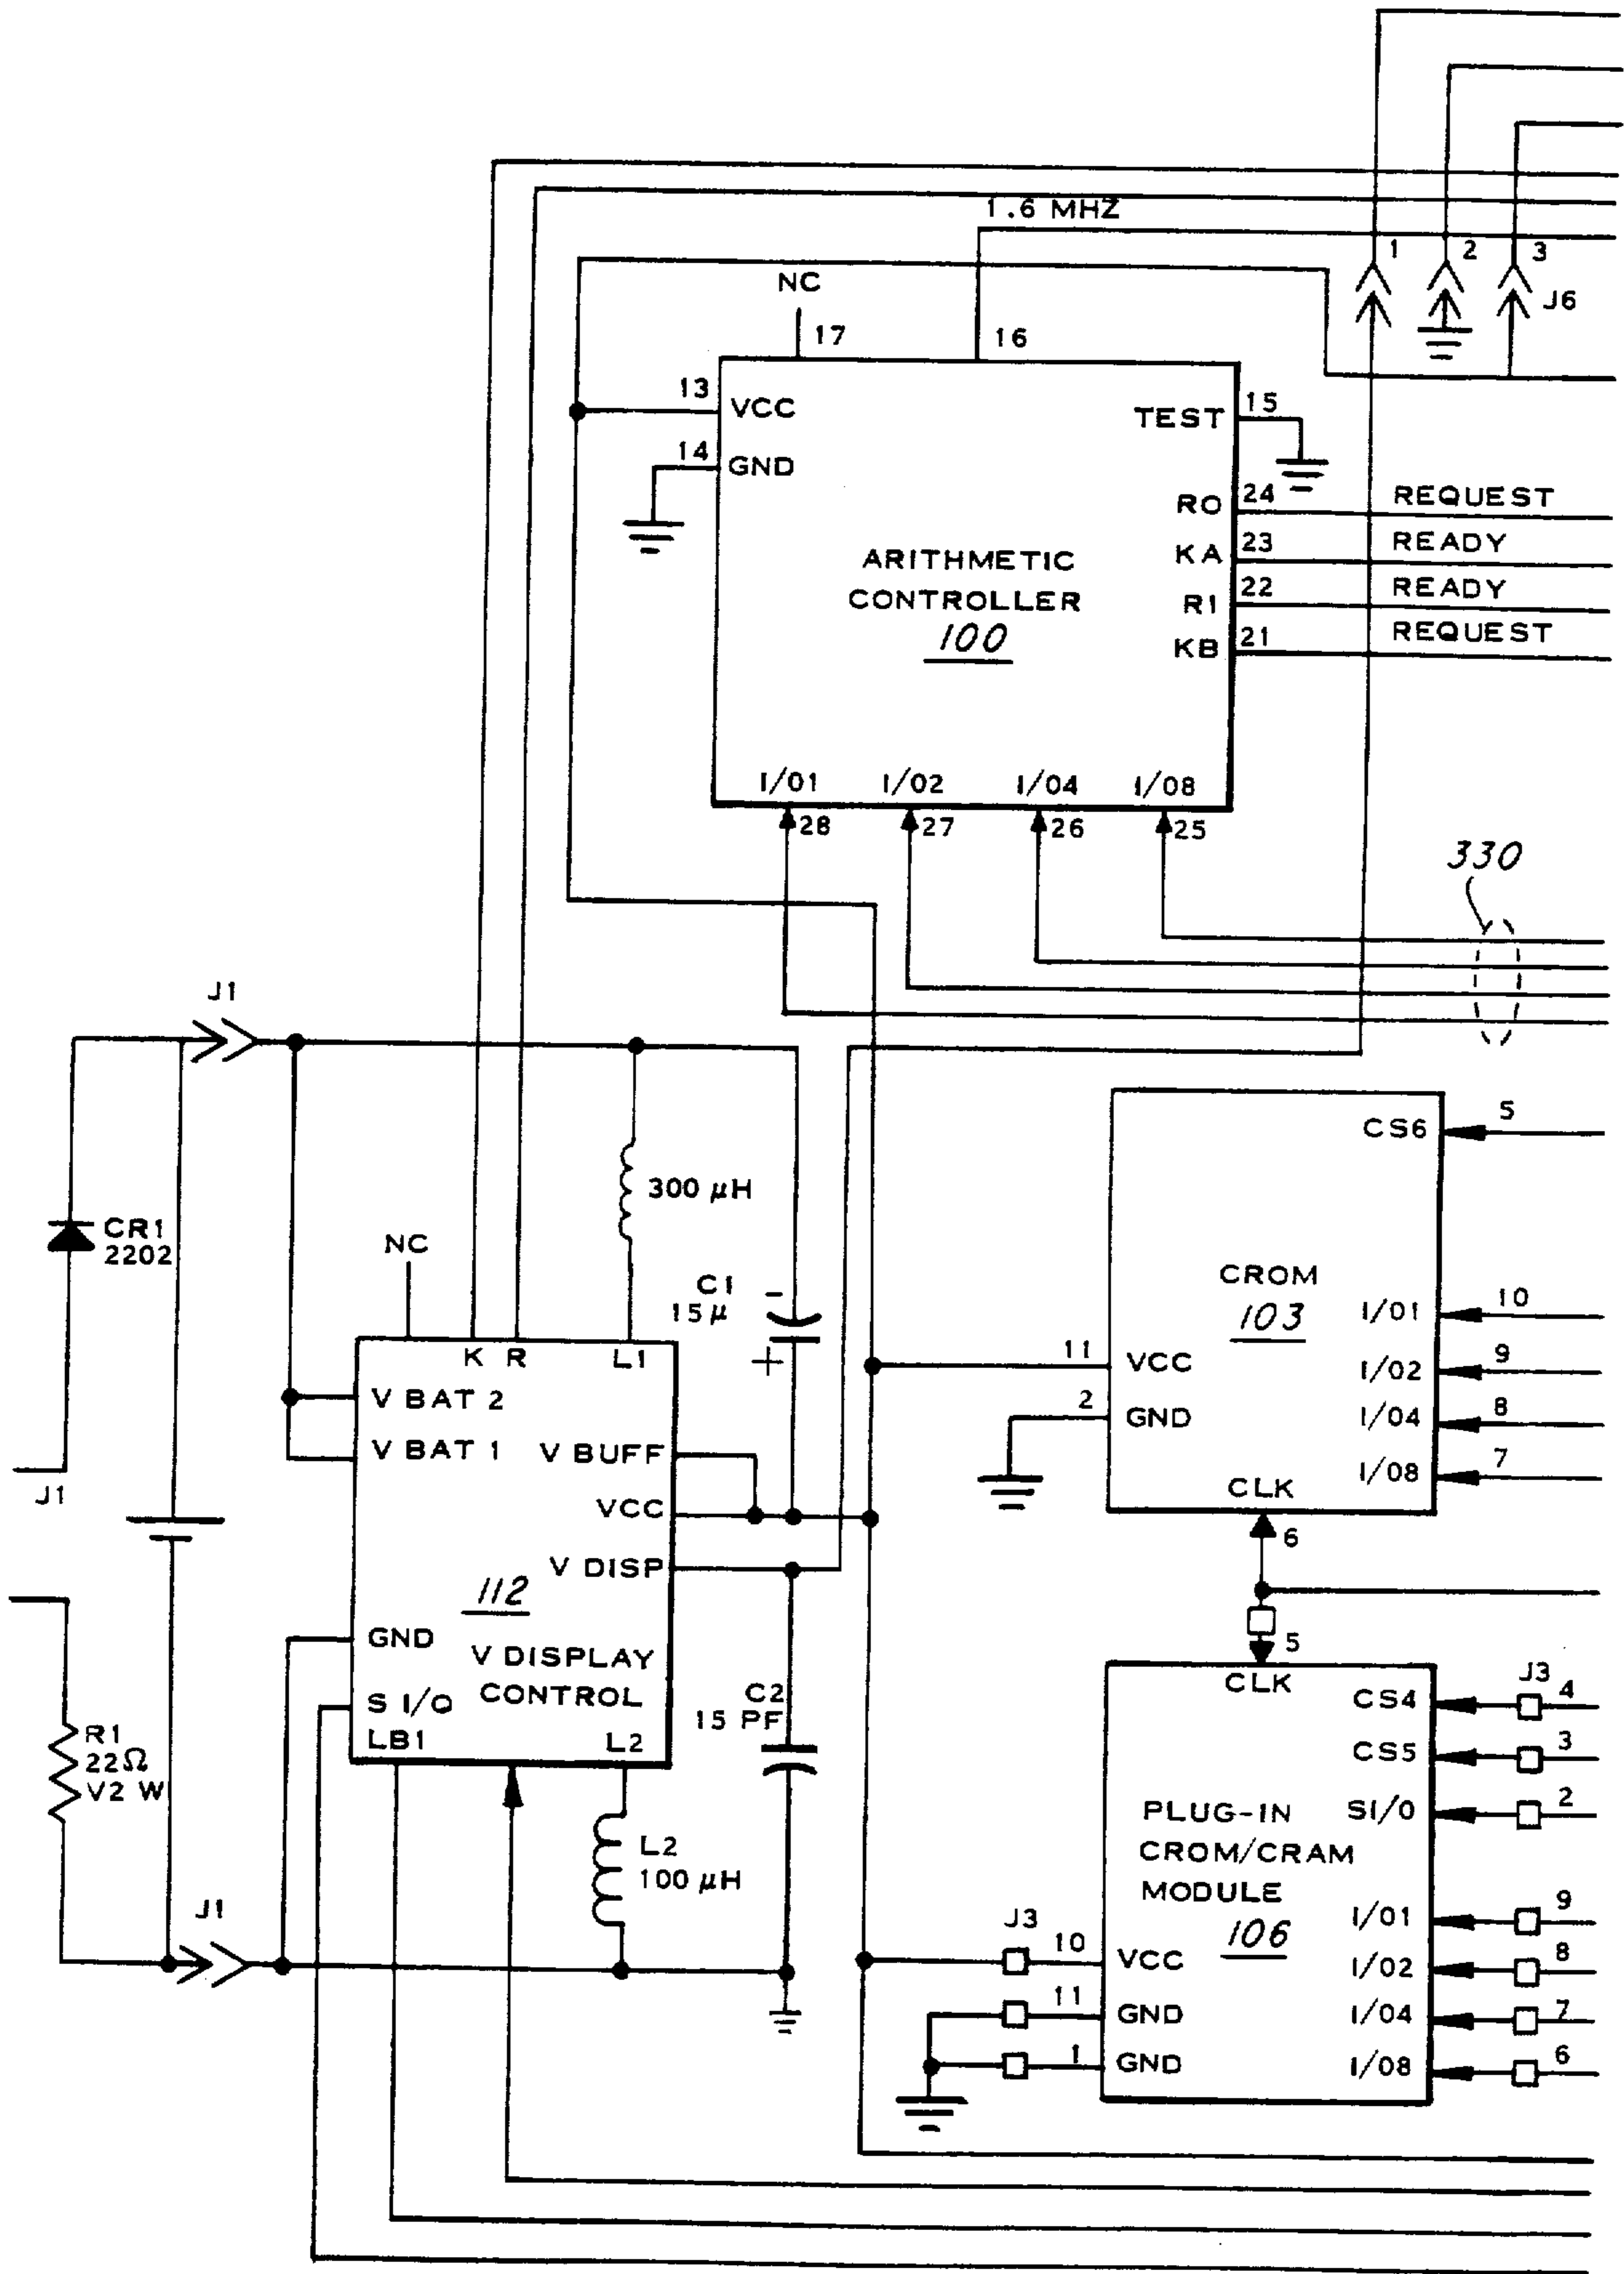 1.6 MHZ
1 2 3
J6
NC
17 16
13 VCC
14 GND
TEST 15
RO 24 REQUEST
KA 23 READY
R1 22 READY
KB 21 REQUEST
ARITHMETIC
CONTROLLER
100
I/01 I/02 I/04 I/08
28 27 26 25
330
J1
CR1
2202
J1
300 μH
NC
C1
15μ
-
+
K R L1
V BAT 2
V BAT 1
V BUFF
VCC
V DISP
112
GND
V DISPLAY
CONTROL
S I/O
LB1 L2
C2
15 PF
R1
22Ω
V2 W
L2
100 μH
J1
CS6 5
CROM
103
I/01 10
11 VCC
I/02 9
2 GND
I/04 8
I/08 7
CLK
6
5
CLK
J3
CS4 4
CS5 3
SI/0 2
PLUG-IN
CROM/CRAM
MODULE
106
I/01 9
J3
10 VCC
I/02 8
11 GND
I/04 7
1 GND
I/08 6